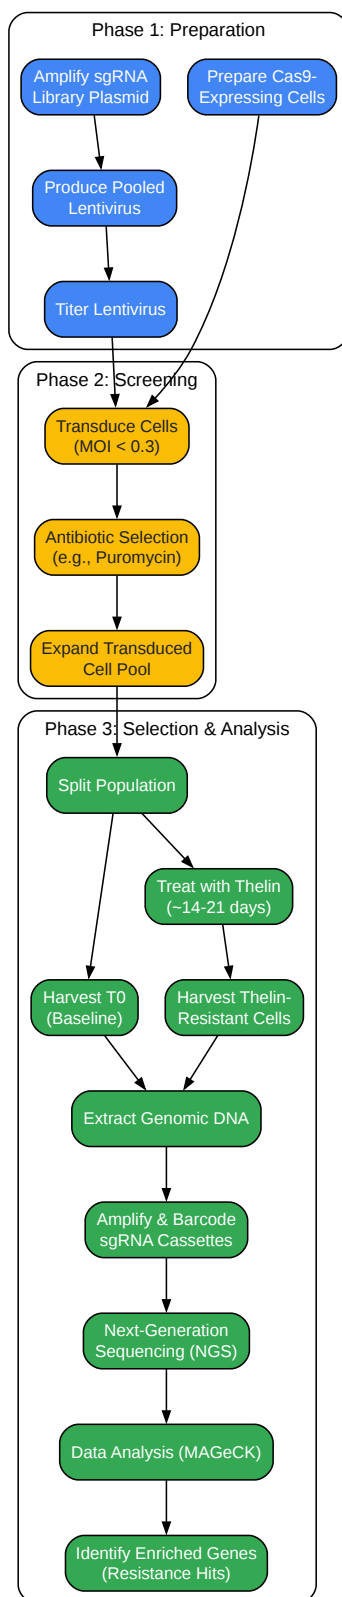 Phase 1: Preparation
Amplify sgRNA
Library Plasmid
Prepare Cas9-
Expressing Cells
Produce Pooled
Lentivirus
Titer Lentivirus
Phase 2: Screening
Transduce Cells
(MOI < 0.3)
Antibiotic Selection
(e.g., Puromycin)
Expand Transduced
Cell Pool
Phase 3: Selection & Analysis
Split Population
Treat with Thelin
(~14-21 days)
Harvest T0
(Baseline)
Harvest Thelin-
Resistant Cells
Extract Genomic DNA
Amplify & Barcode
sgRNA Cassettes
Next-Generation
Sequencing (NGS)
Data Analysis (MAGeCK)
Identify Enriched Genes
(Resistance Hits)